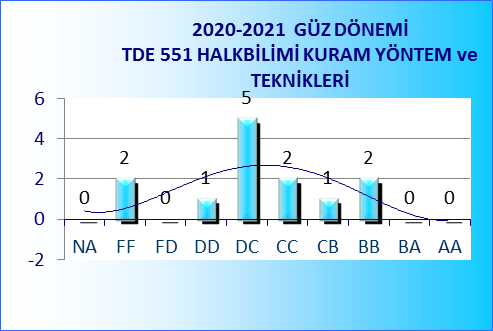 2020-2021 GÜZ DÖNEMİ
TDE 551 HALKBİLİMİ KURAM YÖNTEM ve
TEKNİKLERİ
6
4
2
0
-2
0 2 0 1 5 2 1 2 0 0
NA FF FD DD DC CC CB BB BA AA